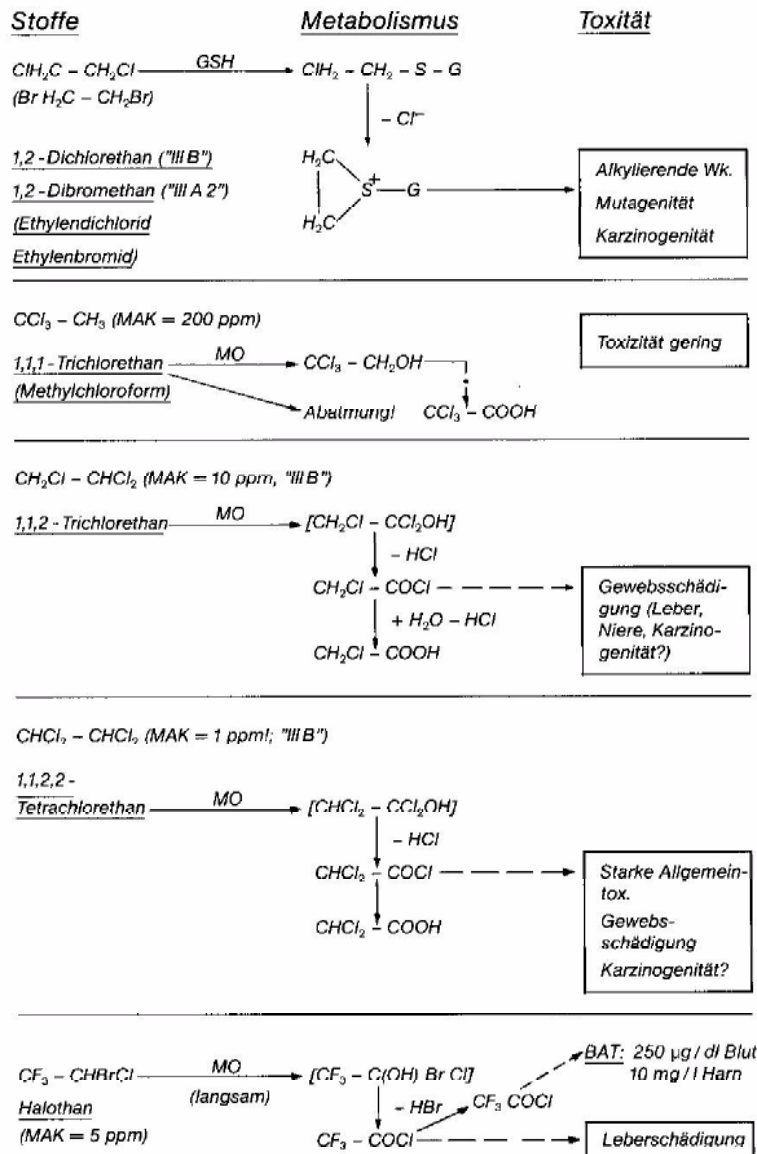 Stoffe Metabolismus Toxität
ClH₂C – CH₂Cl GSH ClH₂ – CH₂ – S – G
(Br H₂C – CH₂Br)
– Cl⁻
1,2-Dichlorethan ("III B")
1,2-Dibromethan ("III A 2")
(Ethylendichlorid
Ethylenbromid)
H₂C
S⁺ – G
H₂C
Alkylierende Wk.
Mutagenität
Karzinogenität
CCl₃ – CH₃ (MAK = 200 ppm)
1,1,1-Trichlorethan MO CCl₃ – CH₂OH
(Methylchloroform)
Abatmung! CCl₃ – COOH
Toxizität gering
CH₂Cl – CHCl₂ (MAK = 10 ppm, "III B")
1,1,2-Trichlorethan MO [CH₂Cl – CCl₂OH]
– HCl
CH₂Cl – COCl
+ H₂O – HCl
CH₂Cl – COOH
Gewebsschädi-
gung (Leber,
Niere, Karzino-
genität?)
CHCl₂ – CHCl₂ (MAK = 1 ppm!; "III B")
1,1,2,2-
Tetrachlorethan MO [CHCl₂ – CCl₂OH]
– HCl
CHCl₂ – COCl
CHCl₂ – COOH
Starke Allgemein-
tox.
Gewebs-
schädigung
Karzinogenität?
CF₃ – CHBrCl MO [CF₃ – C(OH) Br Cl]
Halothan (langsam)
(MAK = 5 ppm)
– HBr CF₃ COCl
CF₃ – COCl
BAT: 250 µg / dl Blut
10 mg / l Harn
Leberschädigung